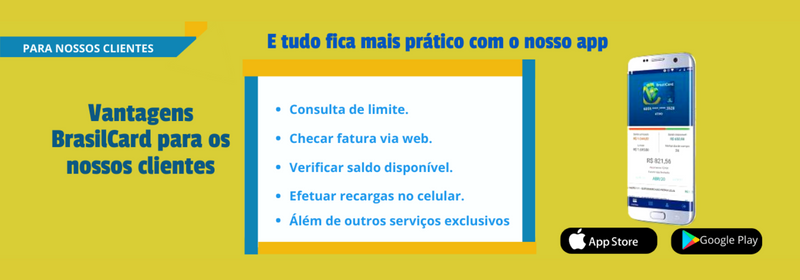 PARA NOSSOS CLIENTES
E tudo fica mais prático com o nosso app
Vantagens
BrasilCard para os
nossos clientes
• Consulta de limite.
• Checar fatura via web.
• Verificar saldo disponível.
• Efetuar recargas no celular.
• Álém de outros serviços exclusivos
BrasilCard
R$ 821,54
App Store
Google Play